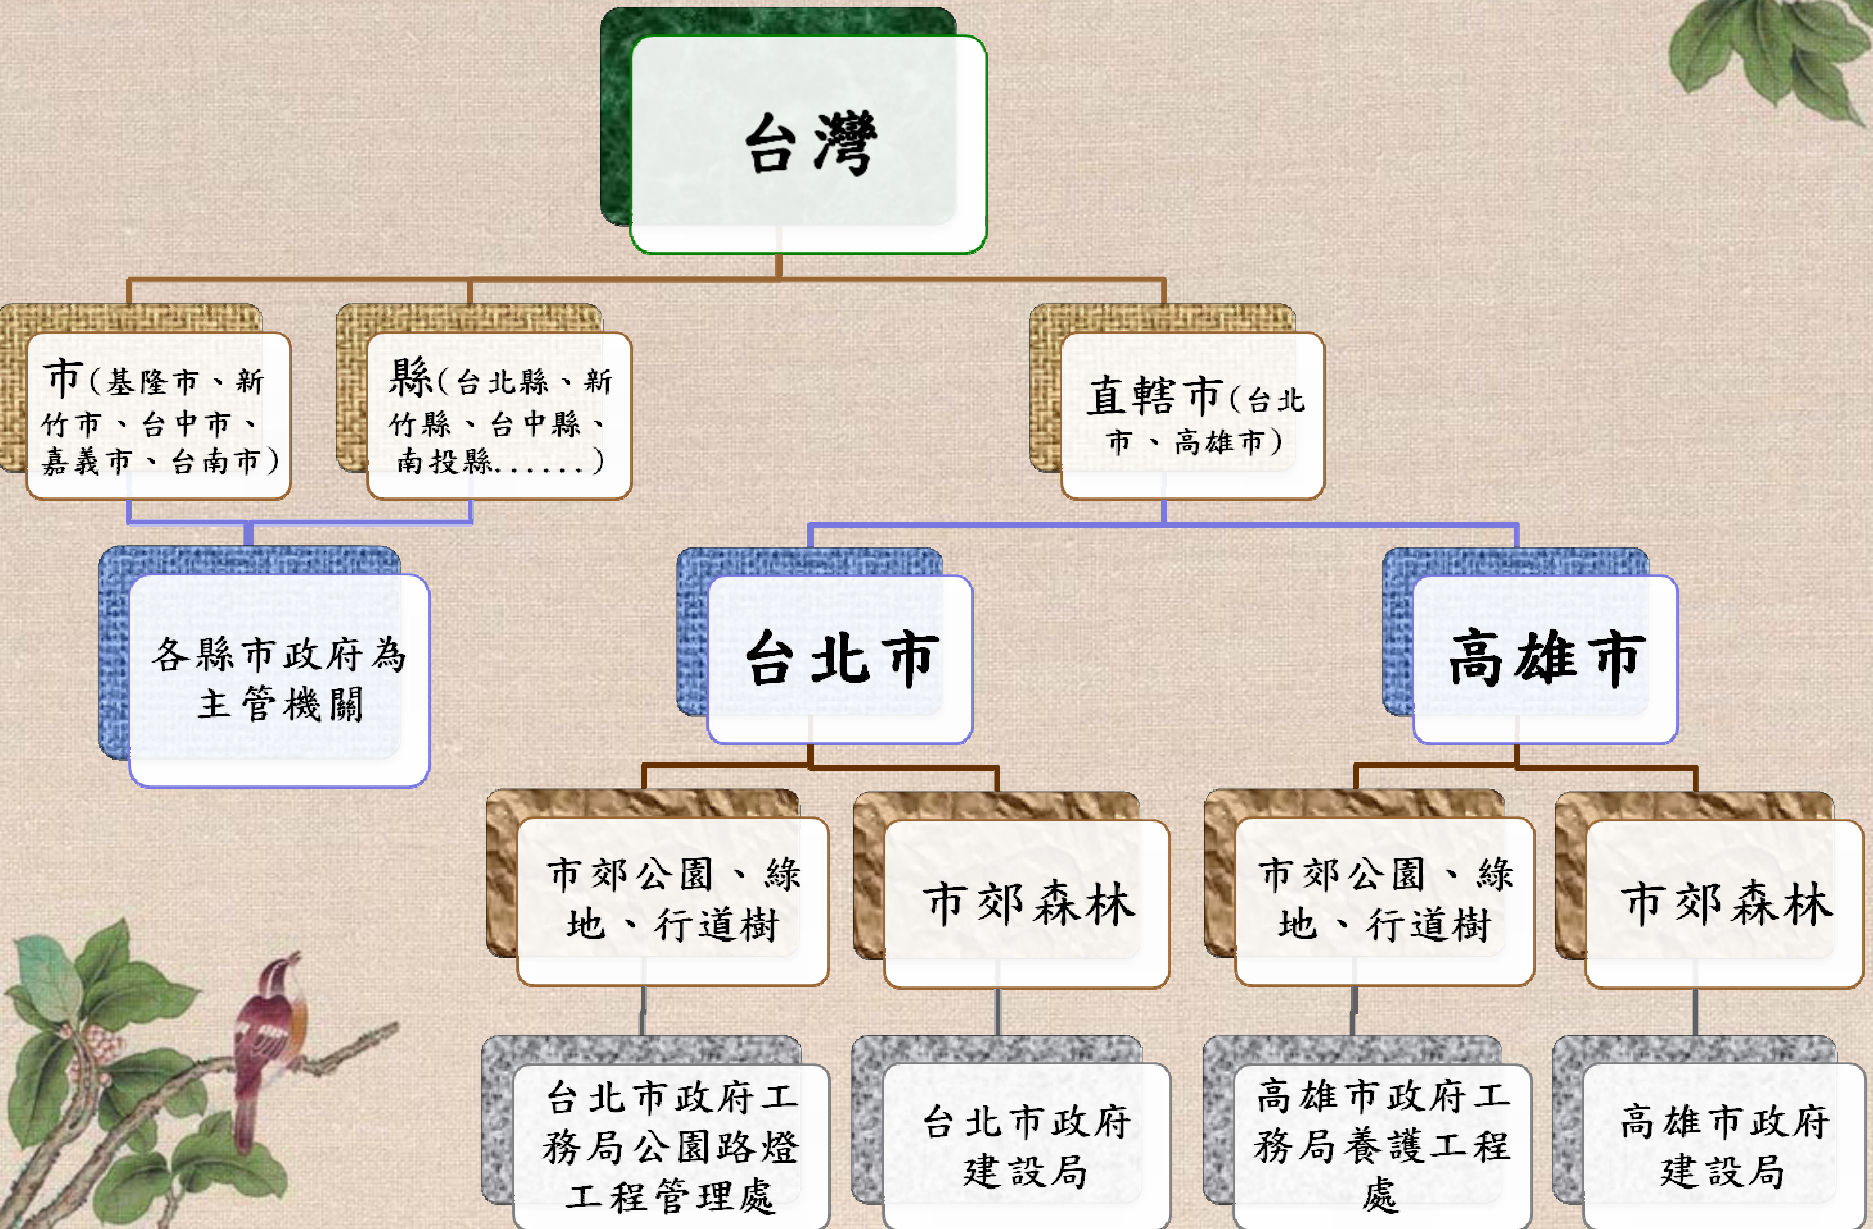 台灣
市(基隆市、新
竹市、台中市、
嘉義市、台南市)
縣(台北縣、新
竹縣、台中縣、
南投縣......)
直轄市(台北
市、高雄市)
各縣市政府為
主管機關
台北市
高雄市
市郊公園、綠
地、行道樹
市郊森林
市郊公園、綠
地、行道樹
市郊森林
台北市政府工
務局公園路燈
工程管理處
台北市政府
建設局
高雄市政府工
務局養護工程
處
高雄市政府
建設局